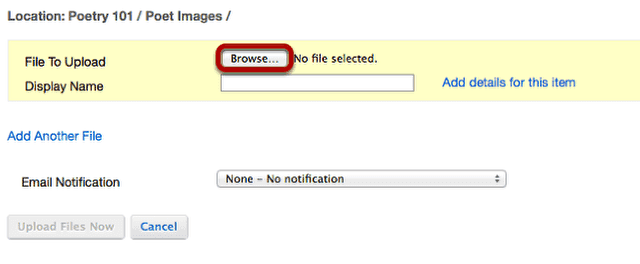 Location: Poetry 101 / Poet Images /
File To Upload Browse... No file selected.
Display Name Add details for this item
Add Another File
Email Notification None – No notification
Upload Files Now Cancel